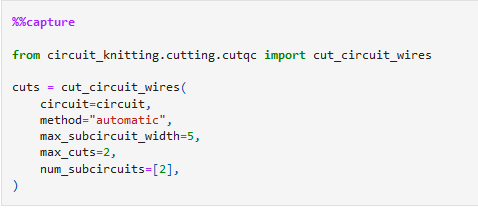 %%capture
from circuit_knitting.cutting.cutqc import cut_circuit_wires
cuts = cut_circuit_wires(
    circuit=circuit,
    method="automatic",
    max_subcircuit_width=5,
    max_cuts=2,
    num_subcircuits=[2],
)